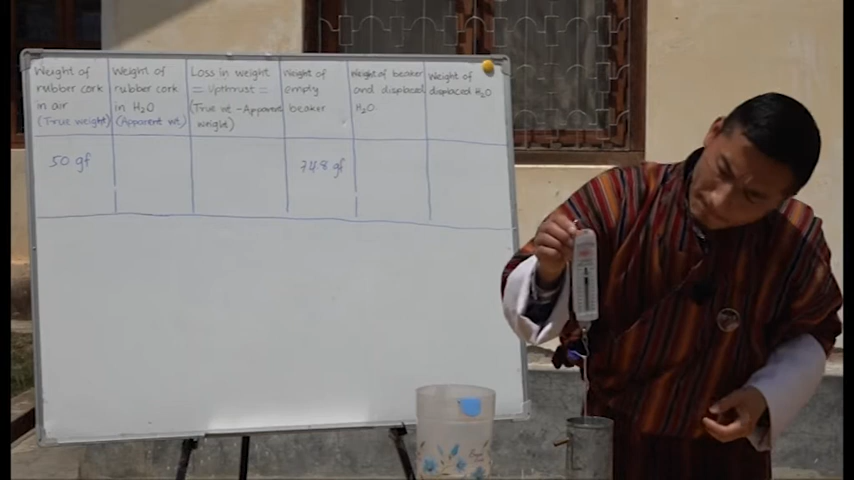 Weight of
rubber cork
in air
(True weight)
Weight of
rubber cork
in H2O
(Apparent wt.)
Loss in weight
= Upthrust =
(True wt - Apparent
weight)
Weight of
empty
beaker
Weight of beaker
and displaced
H2O
Weight of
displaced H2O
50 gf
74.8 gf